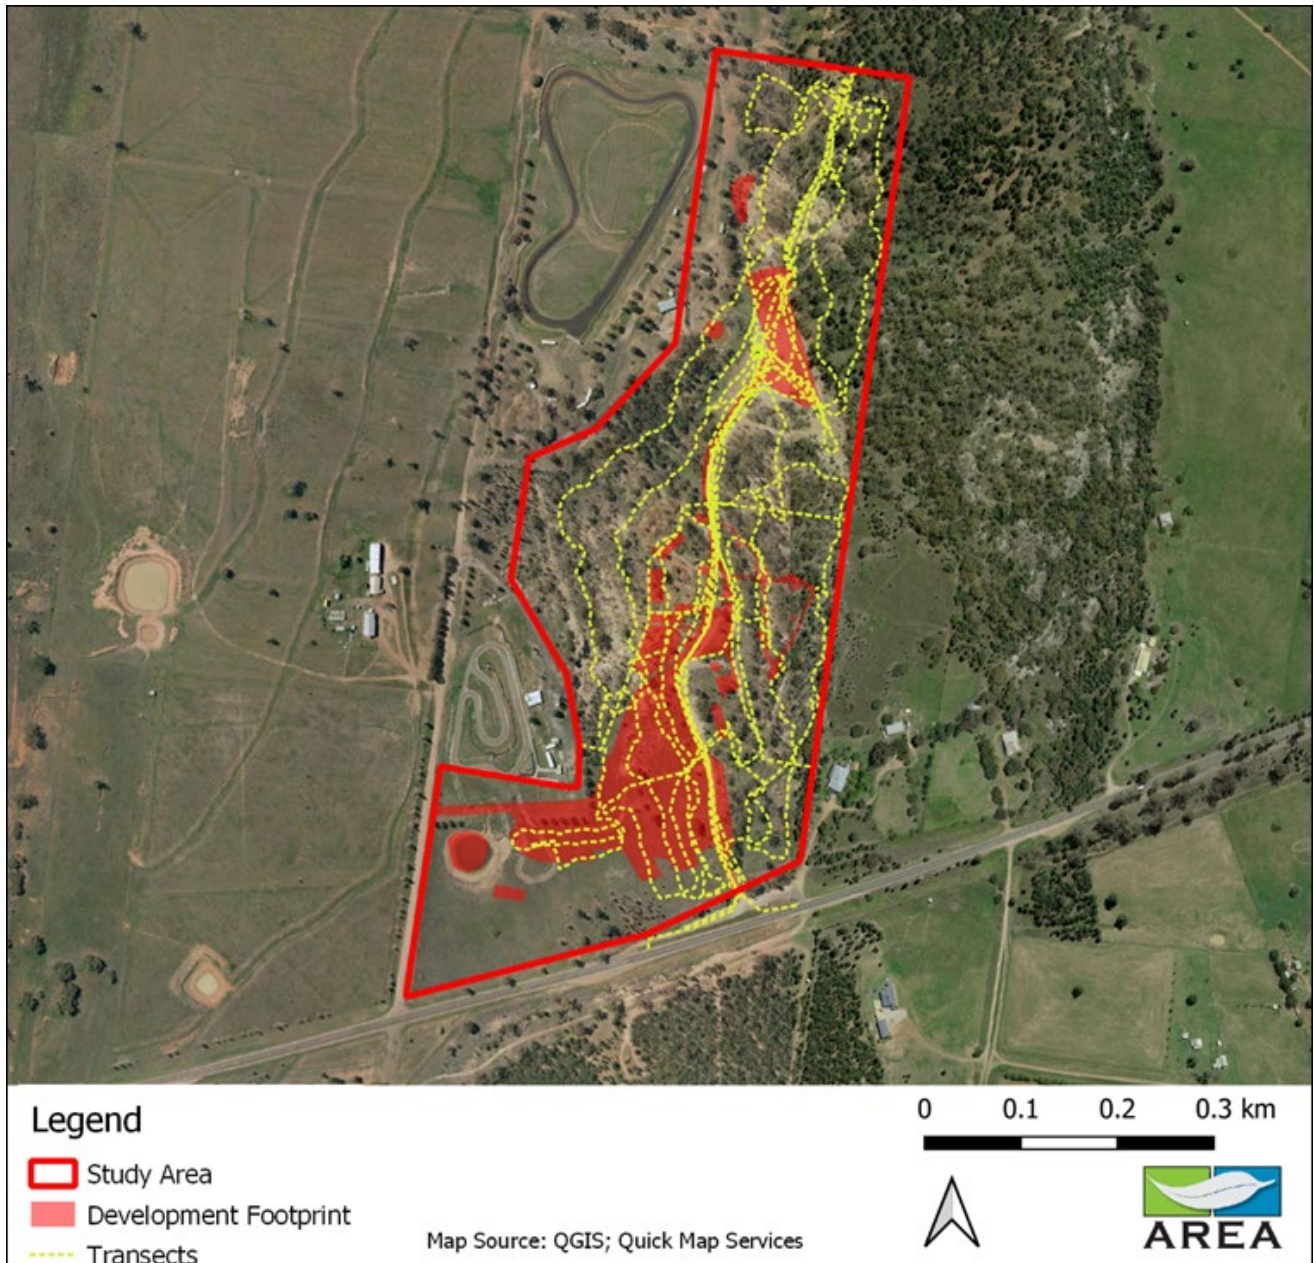 Legend
Study Area
Development Footprint
Transects
Map Source: QGIS; Quick Map Services
0 0.1 0.2 0.3 km
AREA